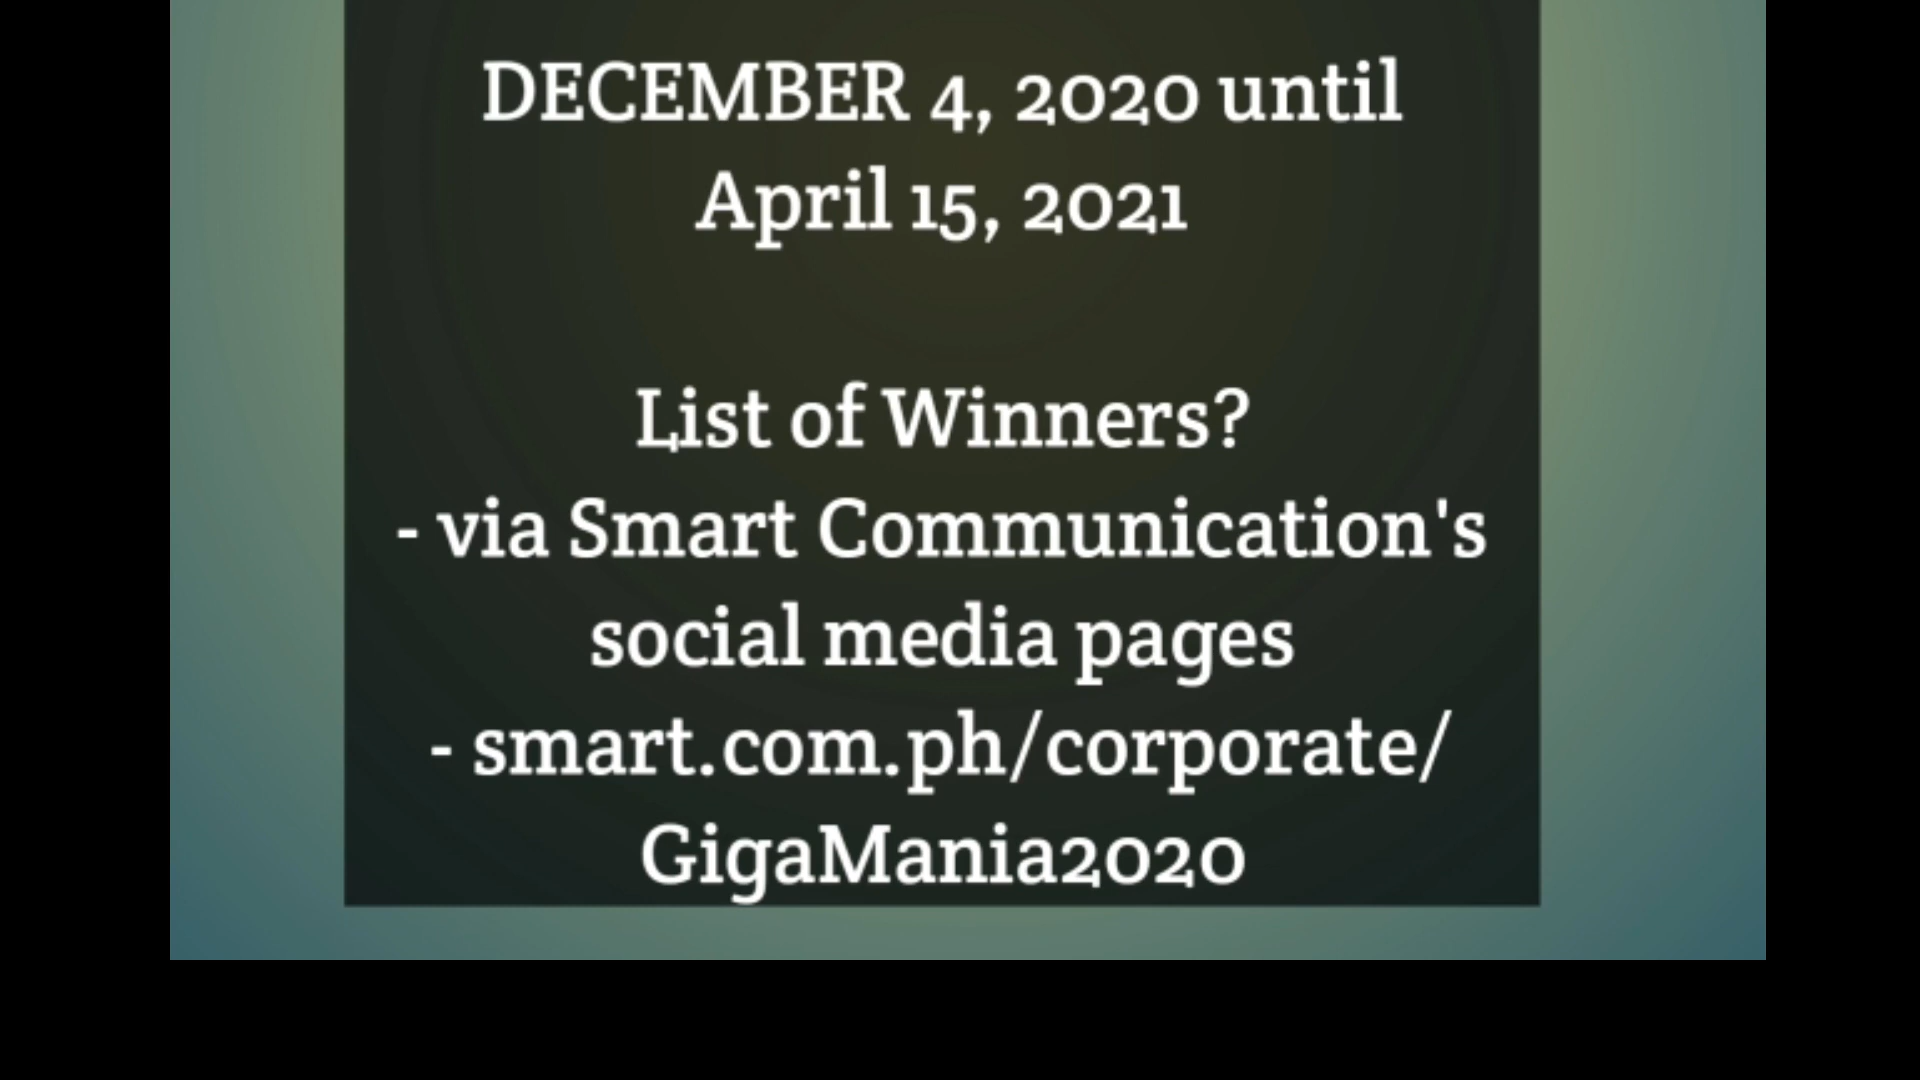 DECEMBER 4, 2020 until
April 15, 2021
List of Winners?
- via Smart Communication's
social media pages
- smart.com.ph/corporate/
GigaMania2020